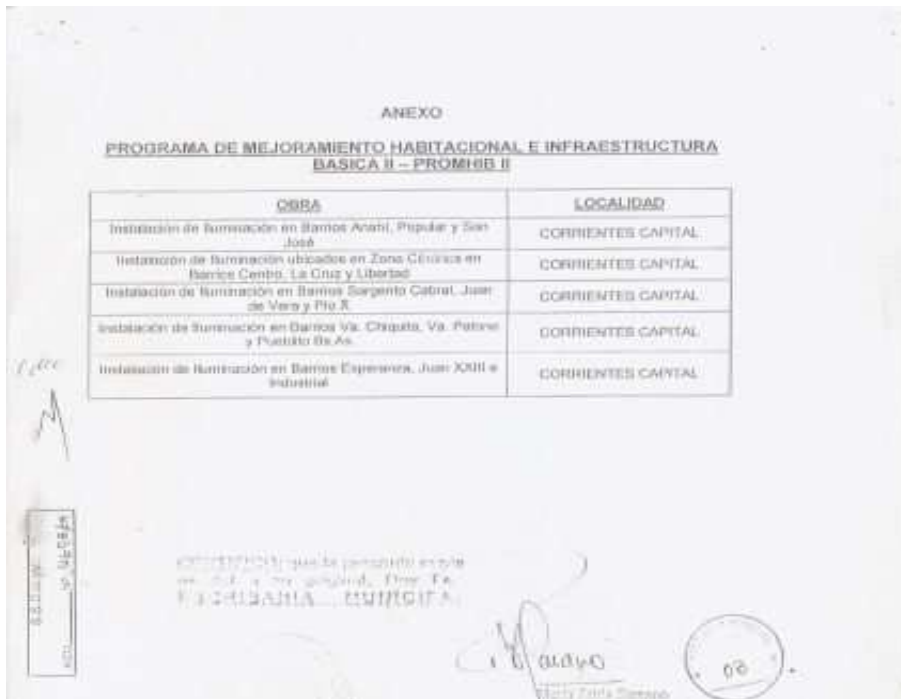 ANEXO
PROGRAMA DE MEJORAMIENTO HABITACIONAL E INFRAESTRUCTURA
BASICA II – PROMHIB II
OBRA LOCALIDAD
Instalación de Iluminación en Barrios Anahí, Popular y San
José CORRIENTES CAPITAL
Instalación de Iluminación ubicados en Zona Céntrica en
Barrios Centro, La Cruz y Libertad CORRIENTES CAPITAL
Instalación de Iluminación en Barrios Sargento Cabral, Juan
de Vera y Pío X. CORRIENTES CAPITAL
Instalación de Iluminación en Barrios Va. Chiquita, Va. Patono
y Pueblito Bs.As. CORRIENTES CAPITAL
Instalación de Iluminación en Barrios Esperanza, Juan XXIII e
Industrial CORRIENTES CAPITAL
original, Doy Fe.
06